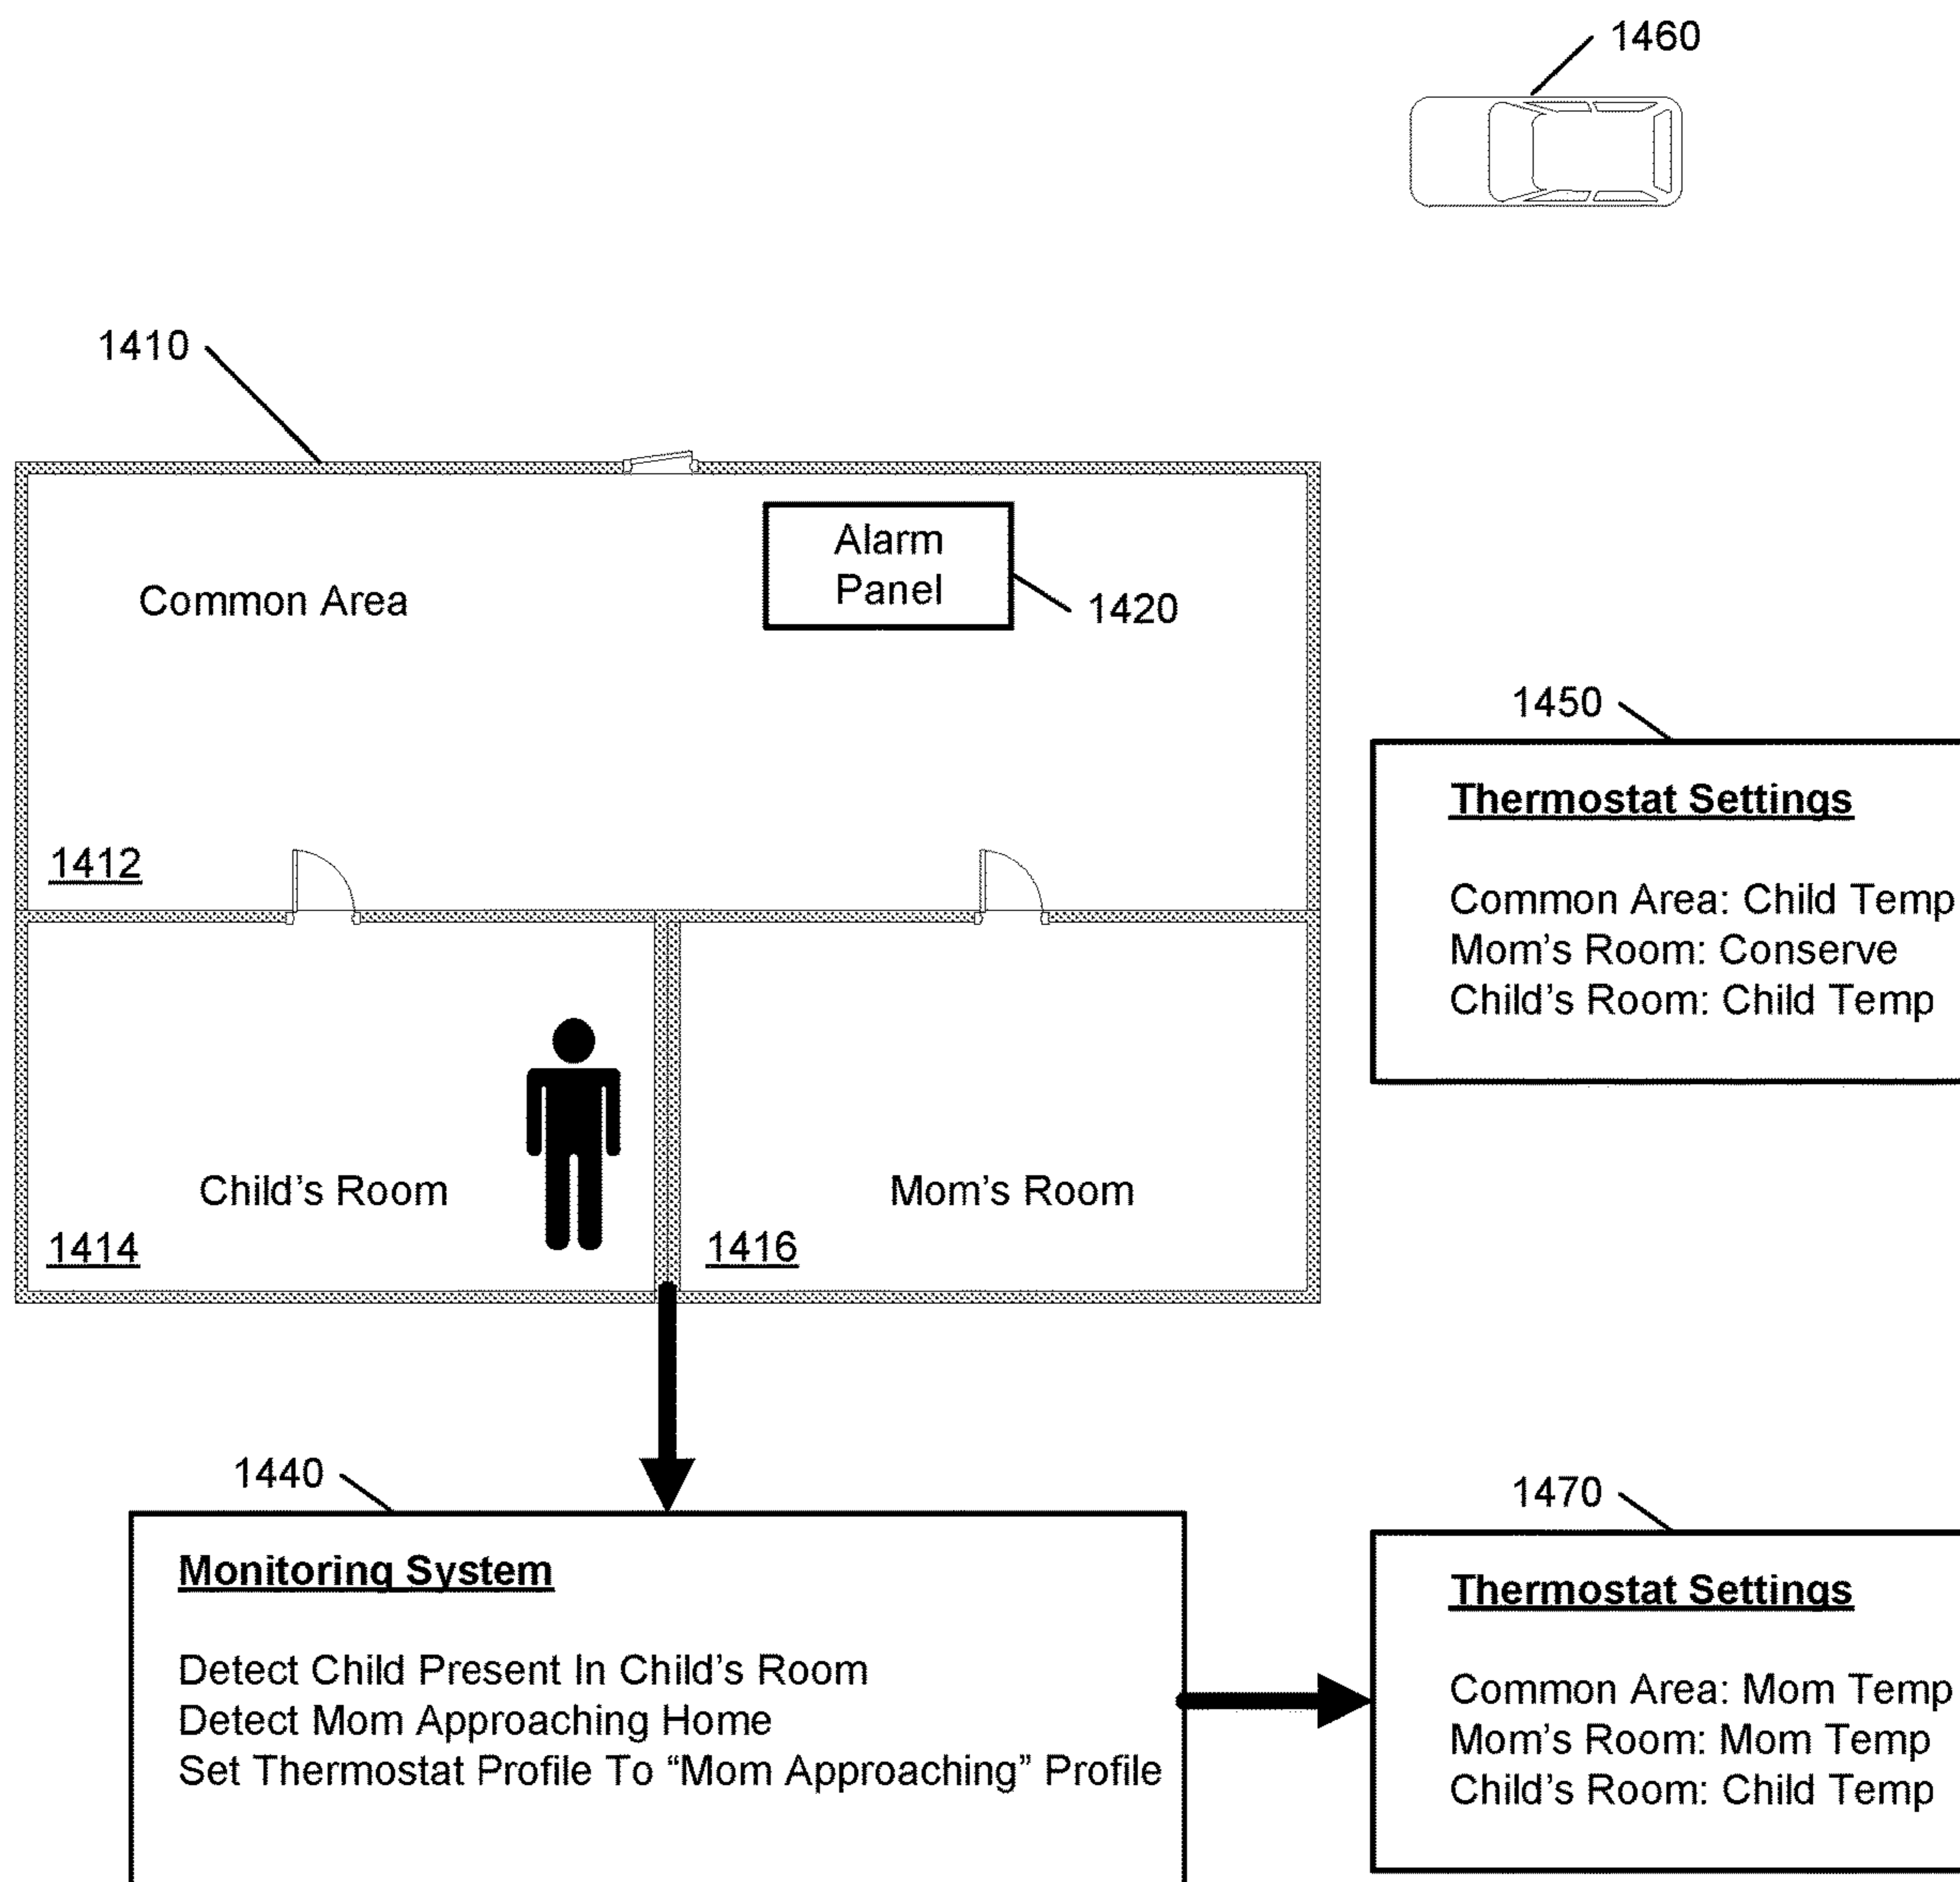 1460
1410
Alarm
Panel
Common Area
1420
1412
1450
Thermostat Settings
Common Area: Child Temp
Mom's Room: Conserve
Child's Room: Child Temp
Child's Room
Mom's Room
1414
1416
1440
Monitoring System
Detect Child Present In Child's Room
Detect Mom Approaching Home
Set Thermostat Profile To “Mom Approaching” Profile
1470
Thermostat Settings
Common Area: Mom Temp
Mom's Room: Mom Temp
Child's Room: Child Temp